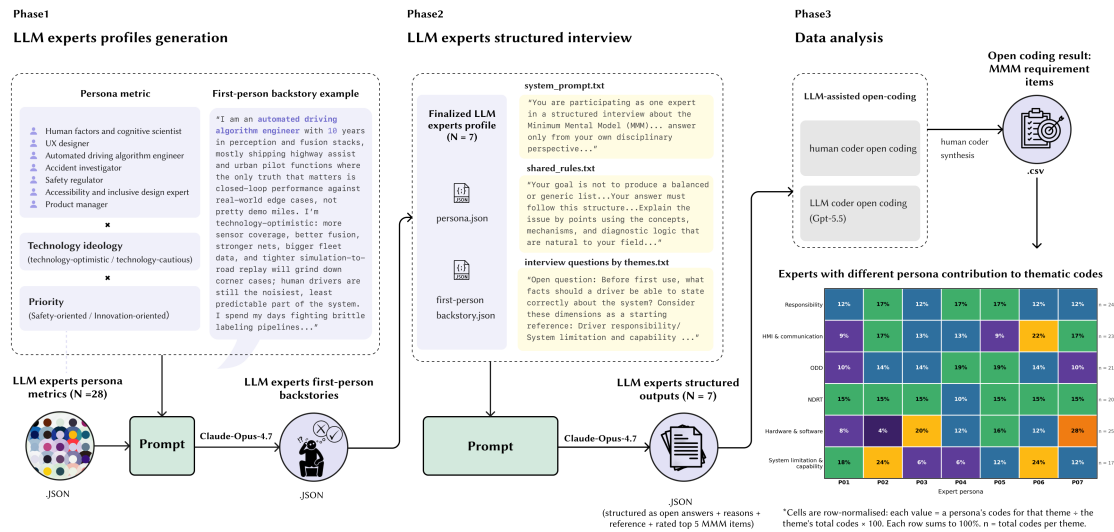 Phase1
LLM experts profiles generation
Persona metric
Human factors and cognitive scientist
UX designer
Automated driving algorithm engineer
Accident investigator
Safety regulator
Accessibility and inclusive design expert
Product manager
×
Technology ideology
(technology-optimistic / technology-cautious)
×
Priority
(Safety-oriented / Innovation-oriented)
First-person backstory example
“I am an automated driving
algorithm engineer with 10 years
in perception and fusion stacks,
mostly shipping highway assist
and urban pilot functions where
the only truth that matters is
closed-loop performance against
real-world edge cases, not
pretty demo miles. I’m
technology-optimistic: more
sensor coverage, better fusion,
stronger nets, bigger fleet
data, and tighter simulation-to-
road replay will grind down
corner cases; human drivers are
still the noisiest, least
predictable part of the system.
I spend my days fighting brittle
labeling pipelines...”
LLM experts persona
metrics (N =28)
.JSON
Prompt
Claude-Opus-4.7
LLM experts first-person
backstories
.JSON
Phase2
LLM experts structured interview
Finalized LLM
experts profile
(N = 7)
{:}
JSON
persona.json
{:}
JSON
first-person
backstory.json
system_prompt.txt
“You are participating as one expert
in a structured interview about the
Minimum Mental Model (MMM)... answer
only from your own disciplinary
perspective...”
shared_rules.txt
“Your goal is not to produce a balanced
or generic list...Your answer must
follow this structure...Explain the
issue by points using the concepts,
mechanisms, and diagnostic logic that
are natural to your field...”
interview questions by themes.txt
“Open question: Before first use, what
facts should a driver be able to state
correctly about the system? Consider
these dimensions as a starting
reference: Driver responsibility/
System limitation and capability ...”
Prompt
Claude-Opus-4.7
LLM experts structured
outputs (N = 7)
.JSON
(structured as open answers + reasons +
reference + rated top 5 MMM items)
Phase3
Data analysis
LLM-assisted open-coding
human coder open coding
LLM coder open coding
(Gpt-5.5)
human coder
synthesis
Open coding result:
MMM requirement
items
.csv
Experts with different persona contribution to thematic codes
Responsibility 12% 17% 12% 17% 17% 12% 12% n = 24
HMI & communication 9% 17% 13% 13% 9% 22% 17% n = 23
ODD 10% 14% 14% 19% 19% 14% 10% n = 21
NDRT 15% 15% 15% 10% 15% 15% 15% n = 20
Hardware & software 8% 4% 20% 12% 16% 12% 28% n = 25
System limitation &
capability 18% 24% 6% 6% 12% 24% 12% n = 17
P01 P02 P03 P04 P05 P06 P07
Expert persona
*Cells are row-normalised: each value = a persona's codes for that theme ÷ the
theme's total codes × 100. Each row sums to 100%. n = total codes per theme.